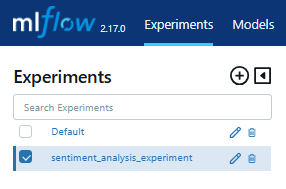 mlflow 2.17.0 Experiments Models
Experiments
Search Experiments
Default
sentiment_analysis_experiment